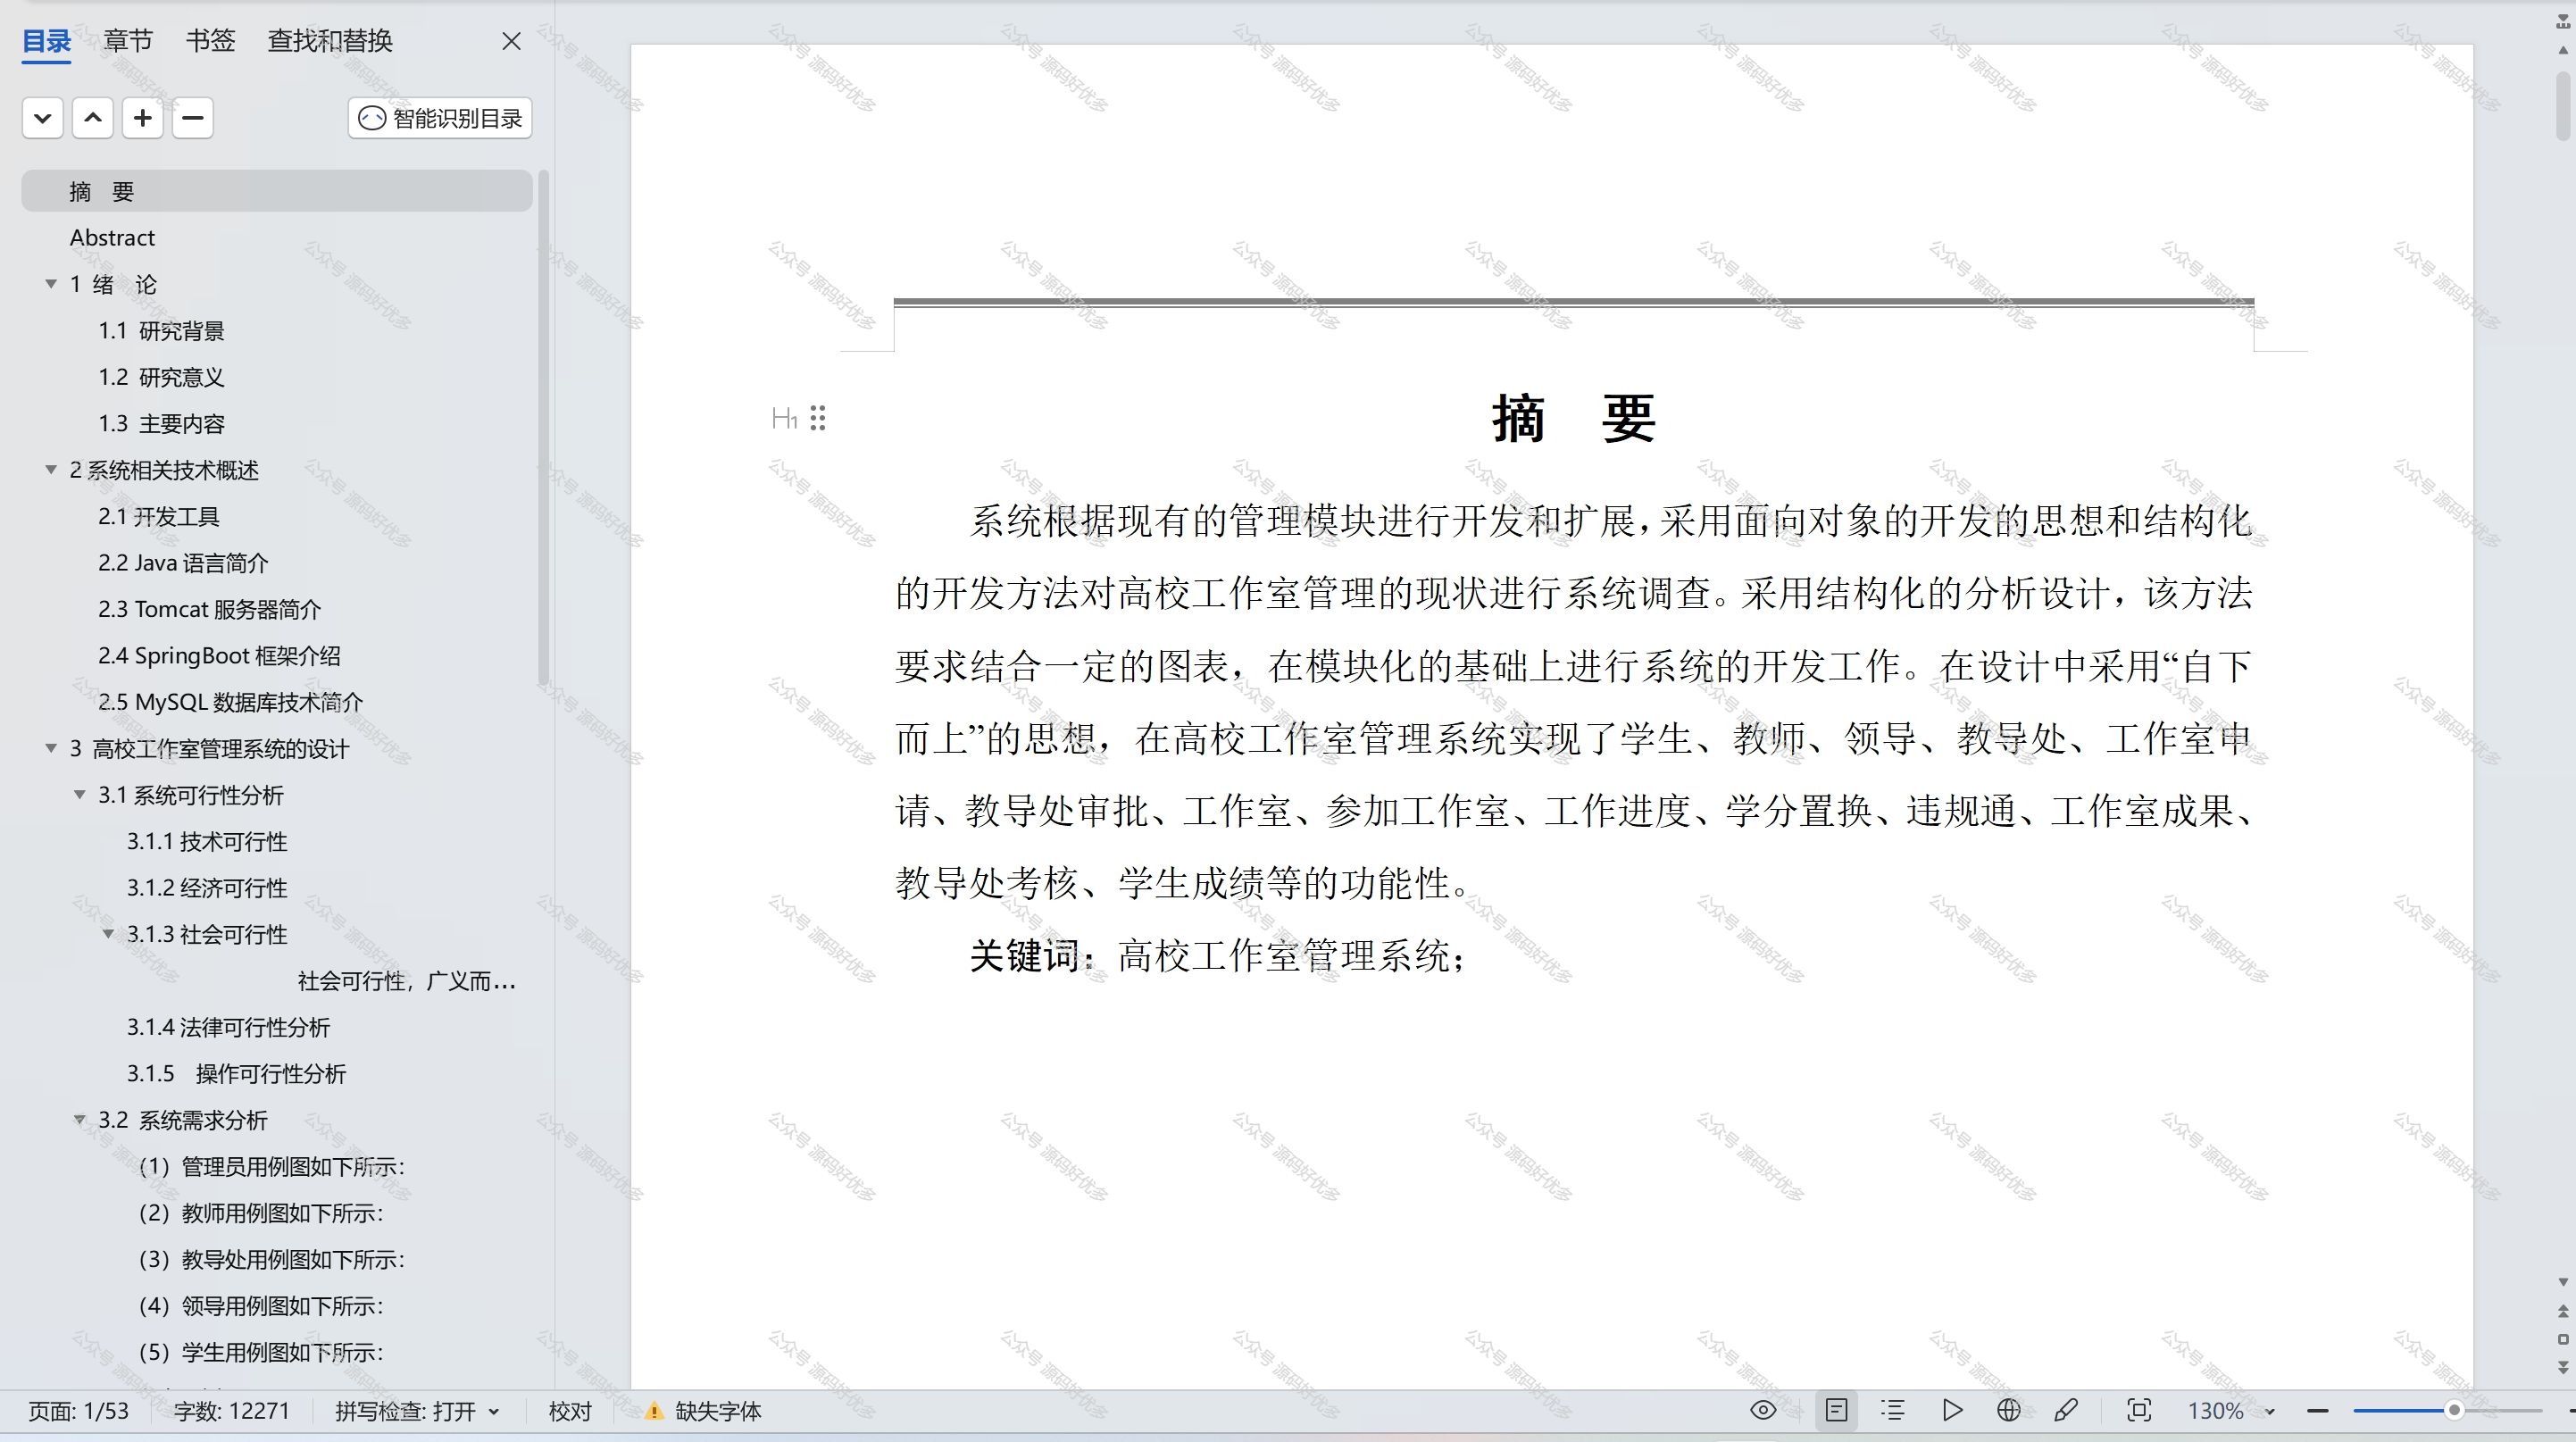 目录 章节 书签 查找和替换
智能识别目录
摘 要
Abstract
1 绪 论
1.1 研究背景
1.2 研究意义
1.3 主要内容
2 系统相关技术概述
2.1 开发工具
2.2 Java 语言简介
2.3 Tomcat 服务器简介
2.4 SpringBoot 框架介绍
2.5 MySQL 数据库技术简介
3 高校工作室管理系统的设计
3.1 系统可行性分析
3.1.1 技术可行性
3.1.2 经济可行性
3.1.3 社会可行性
社会可行性，广义而...
3.1.4 法律可行性分析
3.1.5 操作可行性分析
3.2 系统需求分析
（1）管理员用例图如下所示：
（2）教师用例图如下所示：
（3）教导处用例图如下所示：
（4）领导用例图如下所示：
（5）学生用例图如下所示：
H1
摘 要
系统根据现有的管理模块进行开发和扩展，采用面向对象的开发的思想和结构化
的开发方法对高校工作室管理的现状进行系统调查。采用结构化的分析设计，该方法
要求结合一定的图表，在模块化的基础上进行系统的开发工作。在设计中采用“自下
而上”的思想，在高校工作室管理系统实现了学生、教师、领导、教导处、工作室申
请、教导处审批、工作室、参加工作室、工作进度、学分置换、违规通、工作室成果、
教导处考核、学生成绩等的功能性。
关键词：高校工作室管理系统；
页面: 1/53 字数: 12271 拼写检查: 打开 校对 缺失字体 130%
公众号 源码好优多